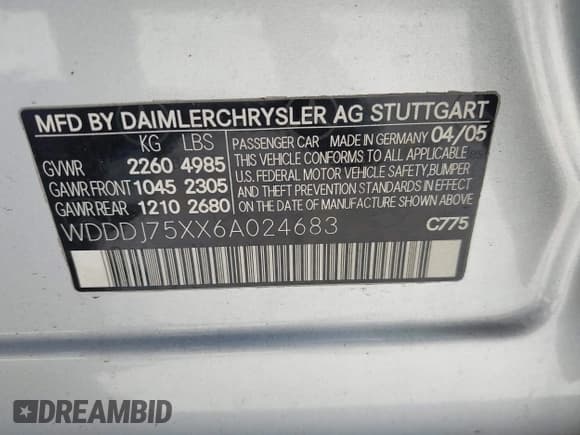 MFD BY DAIMLERCHRYSLER AG STUTTGART
KG LBS PASSENGER CAR MADE IN GERMANY 04/05
GVWR 2260 4985 THIS VEHICLE CONFORMS TO ALL APPLICABLE
GAWR FRONT 1045 2305 U.S. FEDERAL MOTOR VEHICLE SAFETY,BUMPER
GAWR REAR 1210 2680 AND THEFT PREVENTION STANDARDS IN EFFECT
ON THE DATE OF MANUFACTURE SHOWN ABOVE
WDDDJ75XX6A024683 C775
DREAMBID